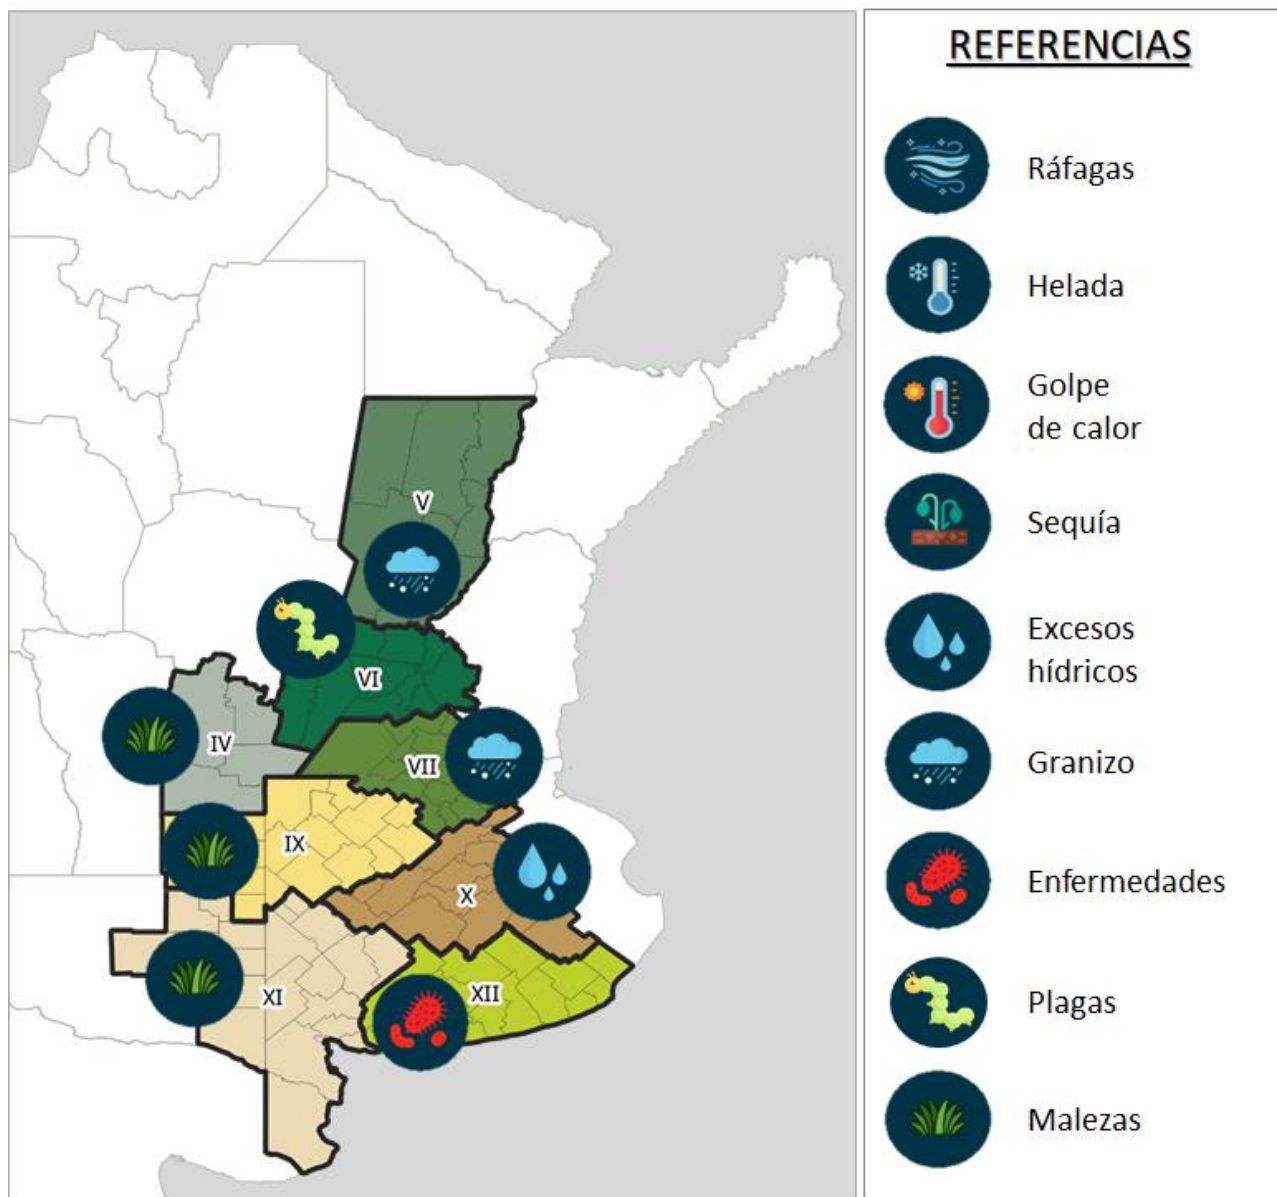 REFERENCIAS
Ráfagas
Helada
Golpe
de calor
Sequía
Excesos
hídricos
Granizo
Enfermedades
Plagas
Malezas
V
VI
IV
VII
IX
X
XI
XII